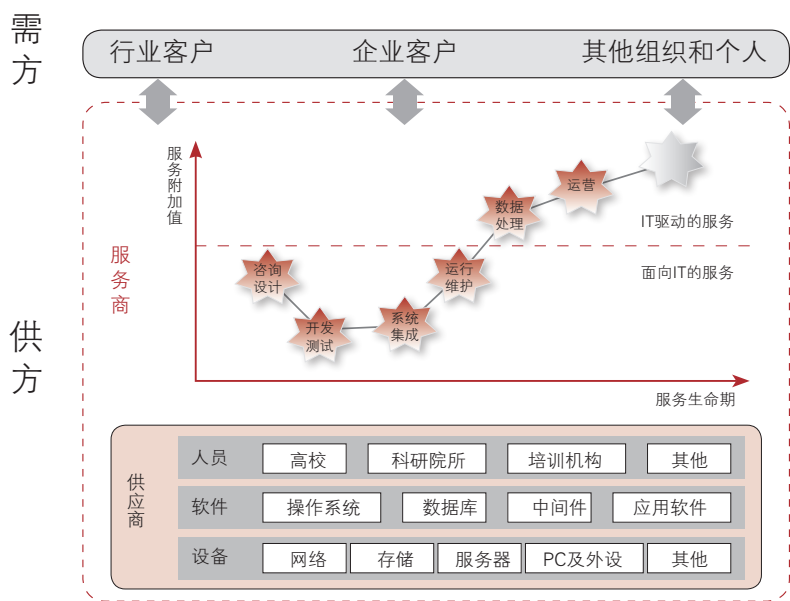 需方
行业客户 企业客户 其他组织和个人
供方
服务商
服务附加值
咨询
设计
开发
测试
系统
集成
运行
维护
数据
处理
运营
IT驱动的服务
面向IT的服务
服务生命期
供应商
人员 高校 科研院所 培训机构 其他
软件 操作系统 数据库 中间件 应用软件
设备 网络 存储 服务器 PC及外设 其他